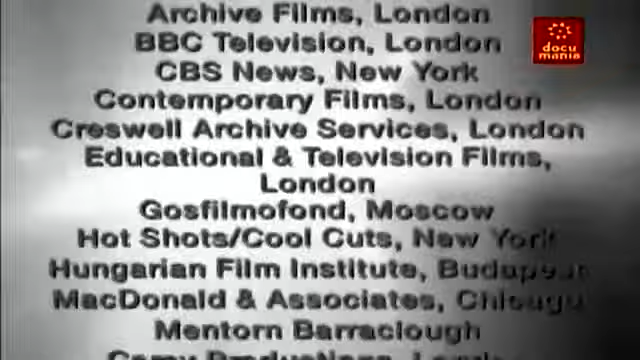 Archive Films, London
BBC Television, London
CBS News, New York
Contemporary Films, London
Creswell Archive Services, London
Educational & Television Films,
London
Gosfilmofond, Moscow
Hot Shots/Cool Cuts, New York
Hungarian Film Institute, Budapest
MacDonald & Associates, Chicago
Mentorn Barraclough
docu
mania